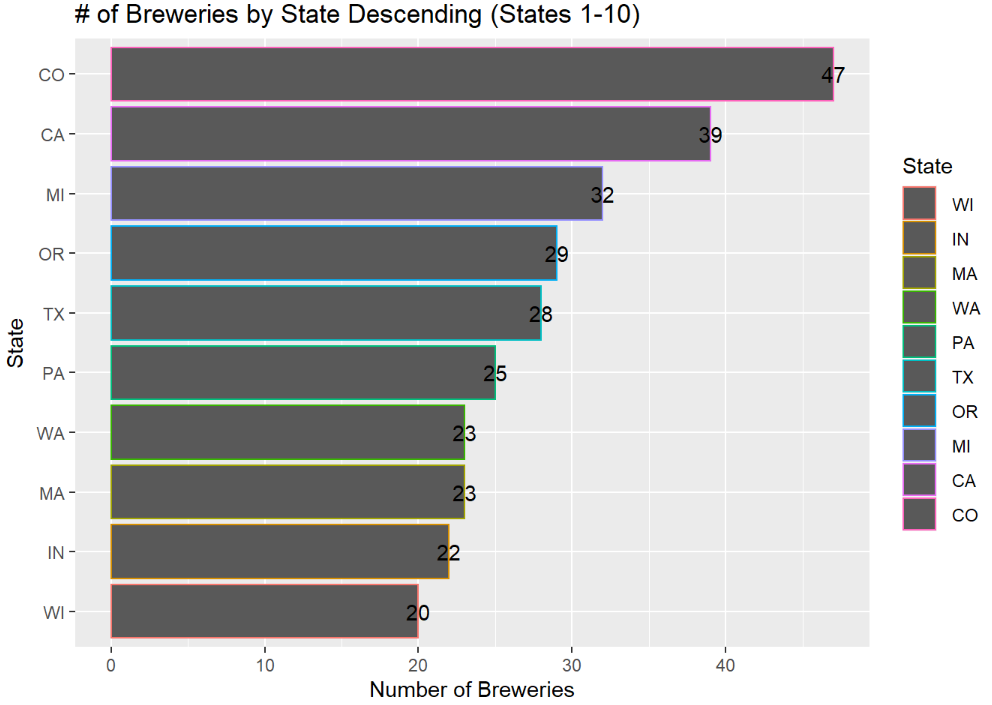 # of Breweries by State Descending (States 1-10)
CO
47
CA
39
MI
32
OR
29
TX
28
PA
25
WA
23
MA
23
IN
22
WI
20
0 10 20 30 40
Number of Breweries
State
State
WI
IN
MA
WA
PA
TX
OR
MI
CA
CO